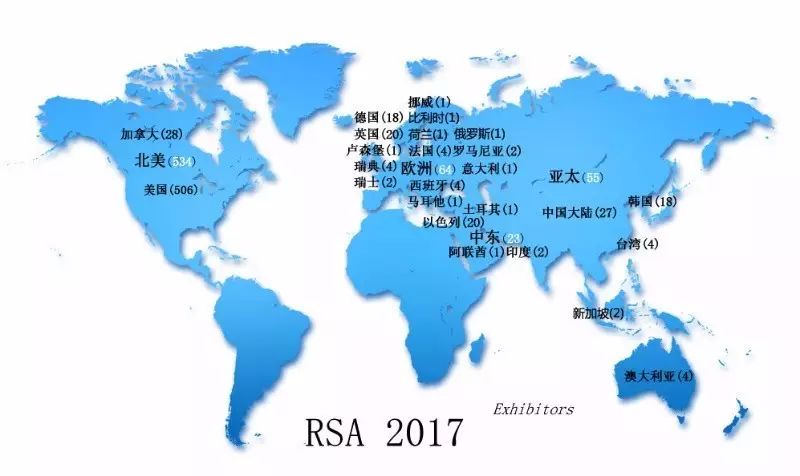 挪威(1)
德国(18) 比利时(1)
加拿大(28) 英国(20) 荷兰(1) 俄罗斯(1)
卢森堡(1) 法国(4) 罗马尼亚(2)
北美(534) 瑞典(4) 欧洲(64) 意大利(1) 亚太(55)
美国(506) 瑞士(2) 西班牙(4)
马耳他(1) 土耳其(1) 中国大陆(27) 韩国(18)
以色列(20)
中东(23) 台湾(4)
阿联酋(1) 印度(2)
新加坡(2)
澳大利亚(4)
Exhibitors
RSA 2017